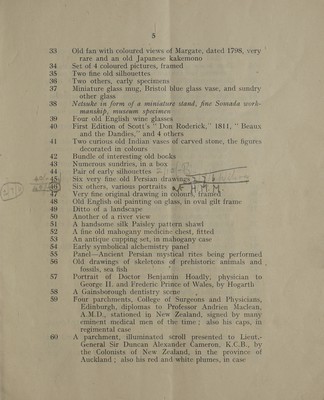 3
33 Old fan with coloured views of Margate, dated 1798, very
rare and an old Japanese kakemono
34 Set of 4 coloured pictures, framed
35 Two fine old silhouettes
36 Two others, early specimens
37 Miniature glass mug, Bristol blue glass vase, and sundry
other glass
38 Netsuke in form of a miniature stand, fine Somada work-
manship, museum specimen
39 Four old English wine glasses
40 First Edition of Scott's "Don Roderick," 1811, "Beaux
and the Dandies," and 4 others
41 Two curious old Indian vases of carved stone, the figures
decorated in colours
42 Bundle of interesting old books
43 Numerous sundries, in a box
44 Pair of early silhouettes
45 Six very fine old Persian drawings
46 Six others, various portraits
47 Very fine original drawing in colours, framed
48 Old English oil painting on glass, in oval gilt frame
49 Ditto of a landscape
50 Another of a river view
51 A handsome silk Paisley pattern shawl
52 A fine old mahogany medicine chest, fitted
53 An antique cupping set, in mahogany case
54 Early symbolical alchemistry panel
55 Panel—Ancient Persian mystical rites being performed
56 Old drawings of skeletons of prehistoric animals and
fossils, sea fish
57 Portrait of Doctor Benjamin Hoadly, physician to
George II. and Frederic Prince of Wales, by Hogarth
58 A Gainsborough dentistry scene
59 Four parchments, College of Surgeons and Physicians,
Edinburgh, diplomas to Professor Andrien Maclean,
A.M.D., stationed in New Zealand, signed by many
eminent medical men of the time; also his caps, in
regimental case
60 A parchment, illuminated scroll presented to Lieut.-
General Sir Duncan Alexander Cameron, K.C.B., by
the Colonists of New Zealand, in the province of
Auckland; also his red and white plumes, in case